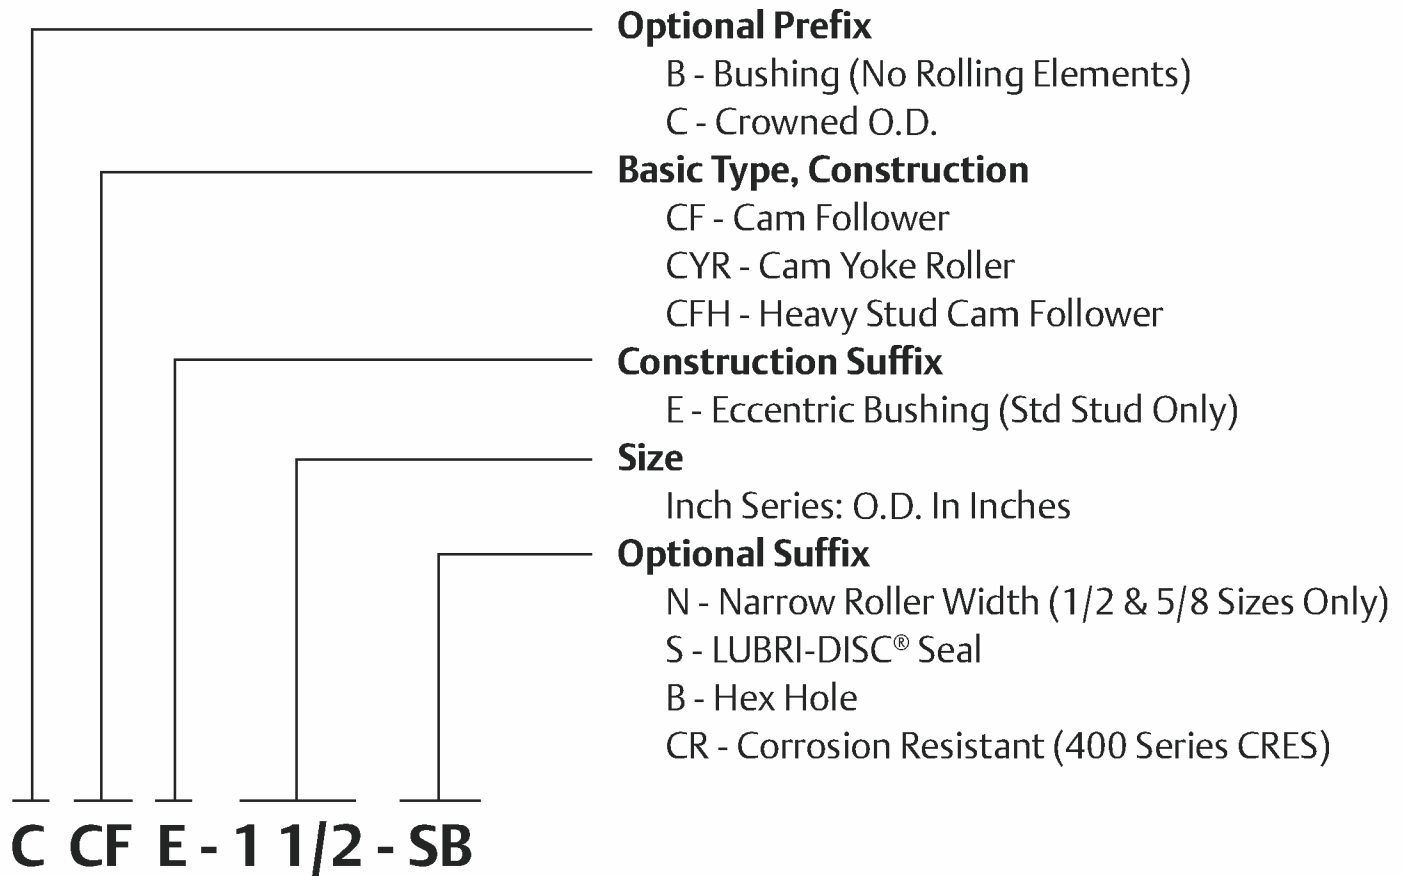 Optional Prefix
B - Bushing (No Rolling Elements)
C - Crowned O.D.
Basic Type, Construction
CF - Cam Follower
CYR - Cam Yoke Roller
CFH - Heavy Stud Cam Follower
Construction Suffix
E - Eccentric Bushing (Std Stud Only)
Size
Inch Series: O.D. In Inches
Optional Suffix
N - Narrow Roller Width (1/2 & 5/8 Sizes Only)
S - LUBRI-DISC® Seal
B - Hex Hole
CR - Corrosion Resistant (400 Series CRES)
C CF E - 1 1/2 - SB